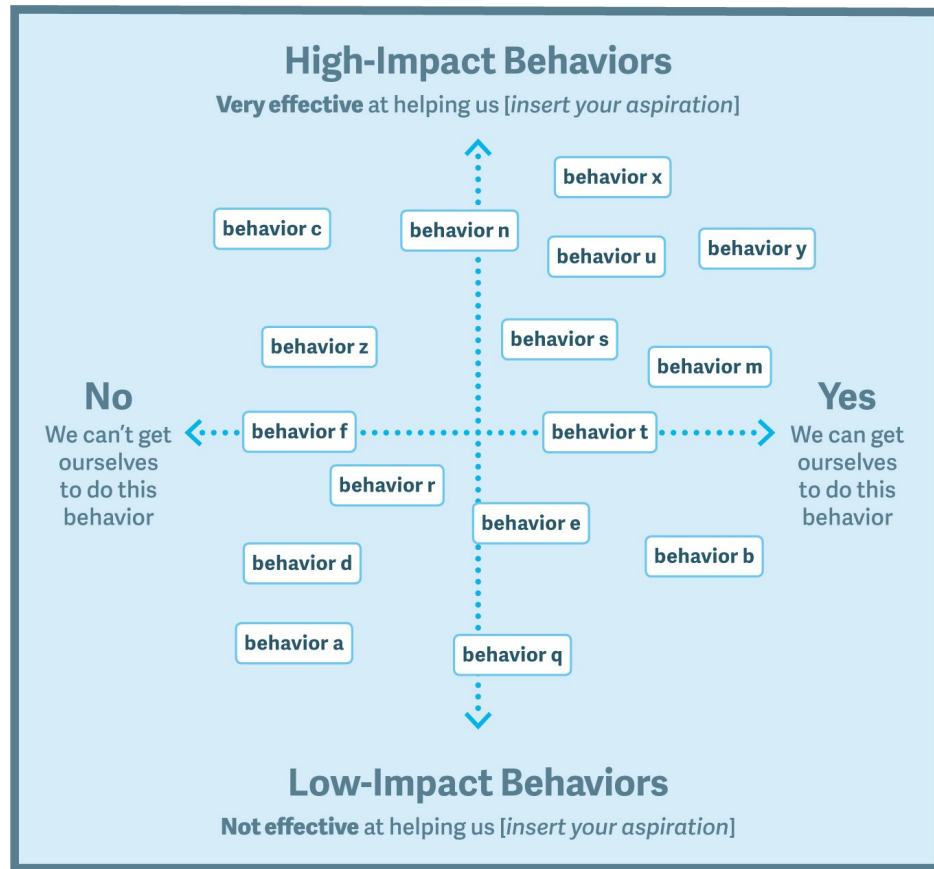 High-Impact Behaviors
Very effective at helping us [insert your aspiration]
behavior x
behavior c
behavior n
behavior u
behavior y
behavior z
behavior s
behavior m
No
We can't get
ourselves
to do this
behavior
behavior f
behavior t
Yes
We can get
ourselves
to do this
behavior
behavior r
behavior e
behavior d
behavior b
behavior a
behavior q
Low-Impact Behaviors
Not effective at helping us [insert your aspiration]